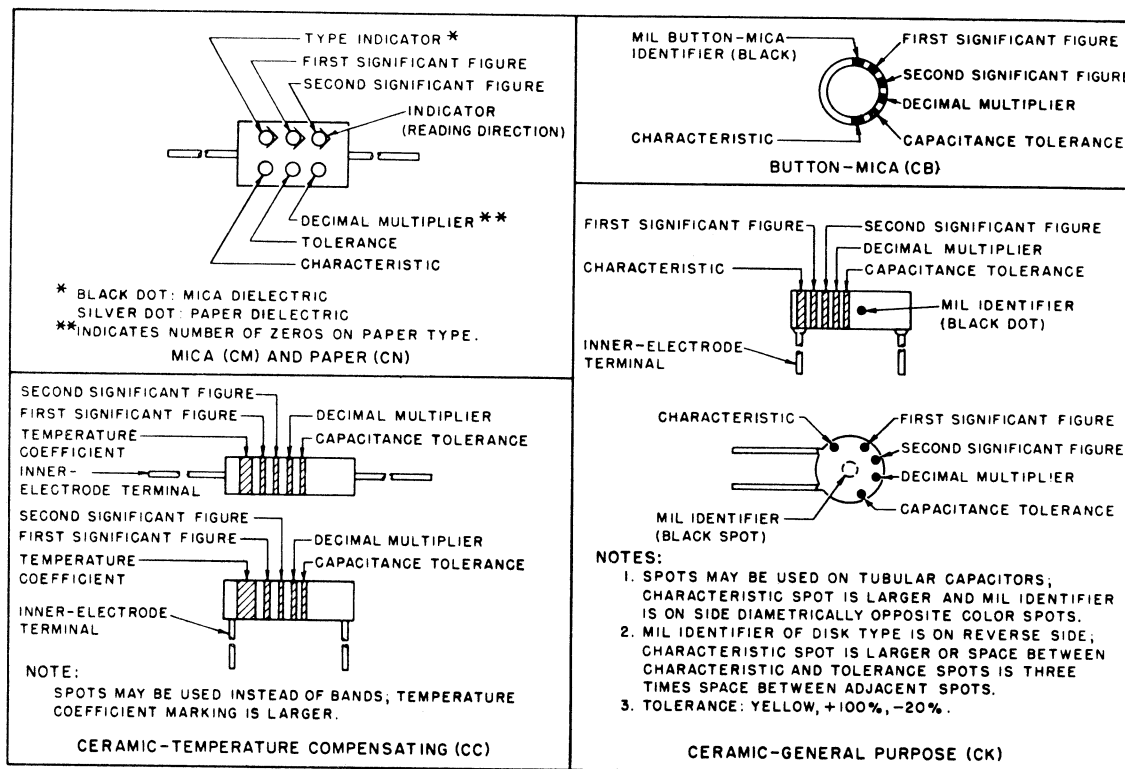 TYPE INDICATOR *
FIRST SIGNIFICANT FIGURE
SECOND SIGNIFICANT FIGURE
INDICATOR
(READING DIRECTION)
DECIMAL MULTIPLIER **
TOLERANCE
CHARACTERISTIC
* BLACK DOT: MICA DIELECTRIC
SILVER DOT: PAPER DIELECTRIC
**INDICATES NUMBER OF ZEROS ON PAPER TYPE.
MICA (CM) AND PAPER (CN)
MIL BUTTON-MICA
IDENTIFIER (BLACK)
FIRST SIGNIFICANT FIGURE
SECOND SIGNIFICANT FIGURE
DECIMAL MULTIPLIER
CHARACTERISTIC
CAPACITANCE TOLERANCE
BUTTON-MICA (CB)
SECOND SIGNIFICANT FIGURE
FIRST SIGNIFICANT FIGURE
DECIMAL MULTIPLIER
TEMPERATURE
COEFFICIENT
CAPACITANCE TOLERANCE
INNER-
ELECTRODE TERMINAL
SECOND SIGNIFICANT FIGURE
FIRST SIGNIFICANT FIGURE
DECIMAL MULTIPLIER
TEMPERATURE
COEFFICIENT
CAPACITANCE TOLERANCE
INNER-ELECTRODE
TERMINAL
NOTE:
SPOTS MAY BE USED INSTEAD OF BANDS; TEMPERATURE
COEFFICIENT MARKING IS LARGER.
CERAMIC-TEMPERATURE COMPENSATING (CC)
FIRST SIGNIFICANT FIGURE
SECOND SIGNIFICANT FIGURE
DECIMAL MULTIPLIER
CHARACTERISTIC
CAPACITANCE TOLERANCE
MIL IDENTIFIER
(BLACK DOT)
INNER-ELECTRODE
TERMINAL
CHARACTERISTIC
FIRST SIGNIFICANT FIGURE
SECOND SIGNIFICANT FIGURE
DECIMAL MULTIPLIER
CAPACITANCE TOLERANCE
MIL IDENTIFIER
(BLACK SPOT)
NOTES:
1. SPOTS MAY BE USED ON TUBULAR CAPACITORS;
CHARACTERISTIC SPOT IS LARGER AND MIL IDENTIFIER
IS ON SIDE DIAMETRICALLY OPPOSITE COLOR SPOTS.
2. MIL IDENTIFIER OF DISK TYPE IS ON REVERSE SIDE;
CHARACTERISTIC SPOT IS LARGER OR SPACE BETWEEN
CHARACTERISTIC AND TOLERANCE SPOTS IS THREE
TIMES SPACE BETWEEN ADJACENT SPOTS.
3. TOLERANCE: YELLOW, +100%, -20%.
CERAMIC-GENERAL PURPOSE (CK)